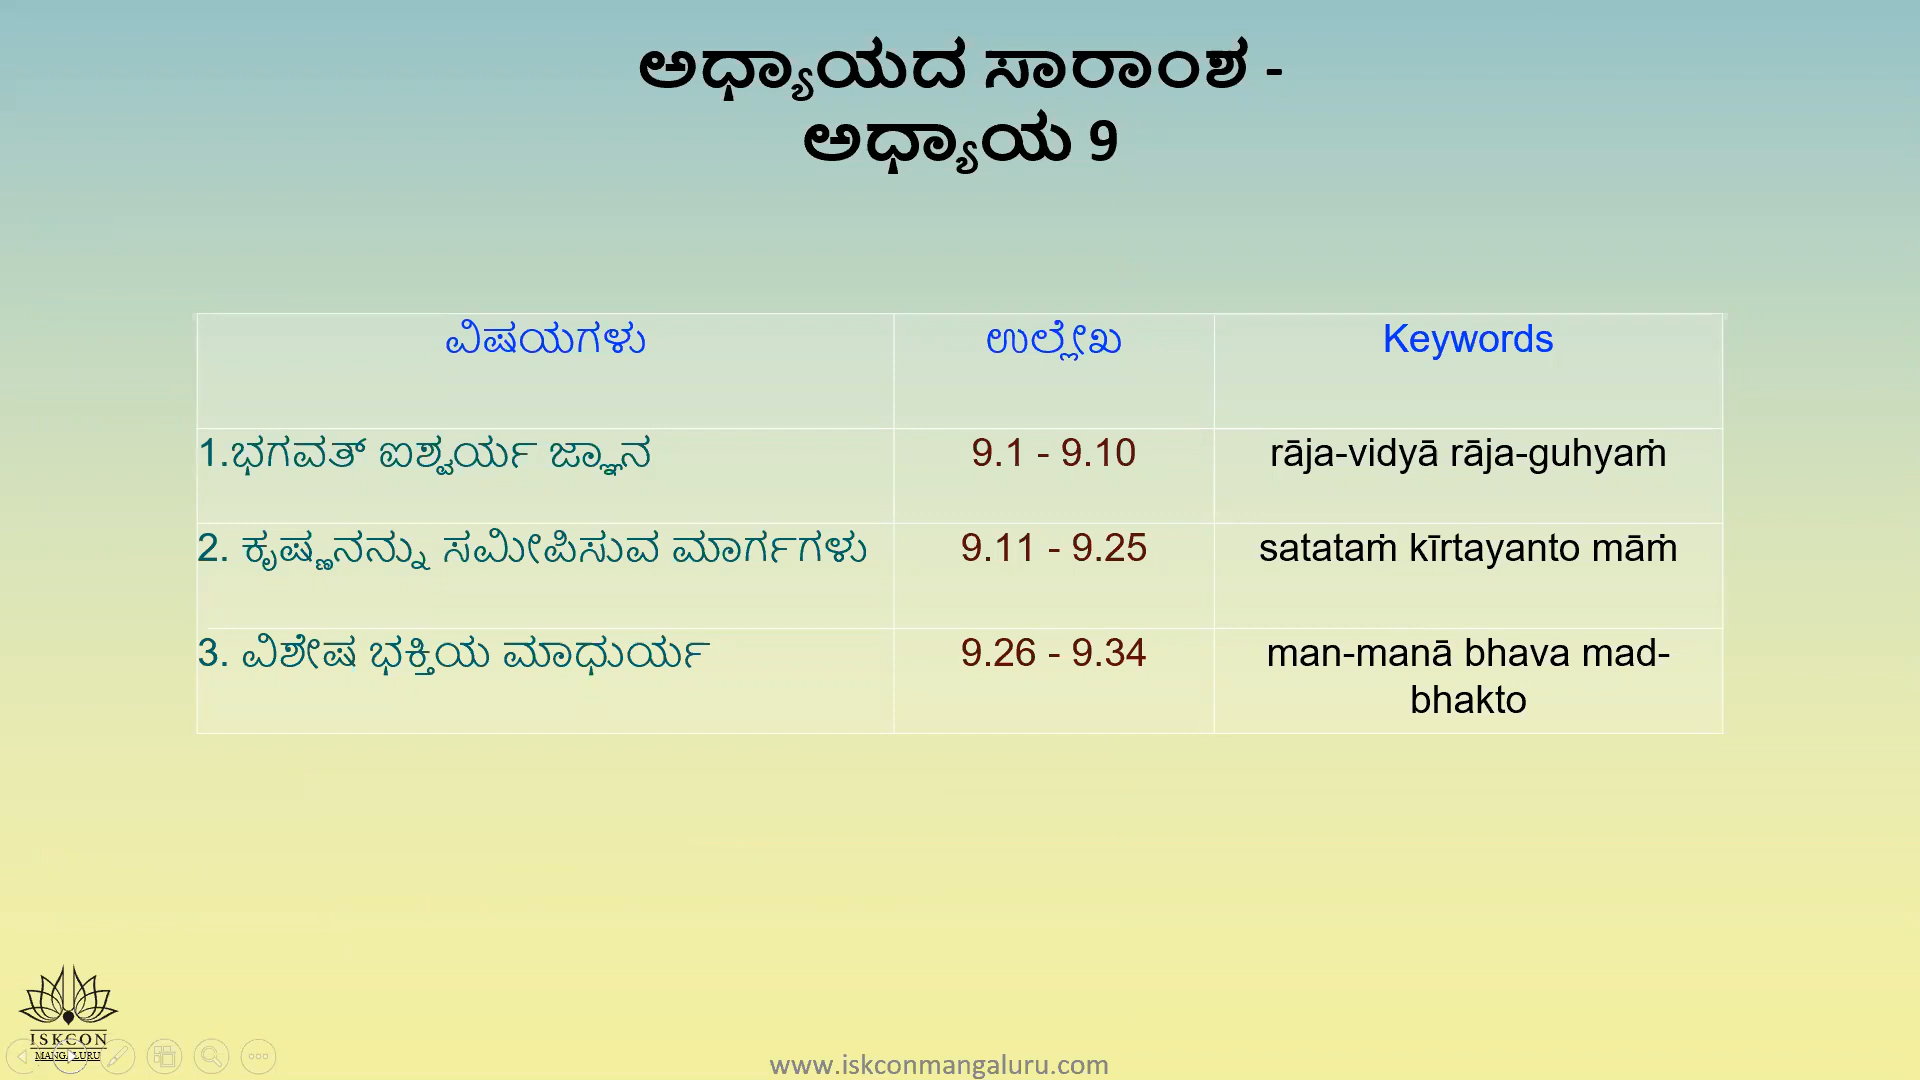 ಅಧ್ಯಾಯದ ಸಾರಾಂಶ -
ಅಧ್ಯಾಯ 9
ವಿಷಯಗಳು ಉಲ್ಲೇಖ Keywords
1.ಭಗವತ್ ಐಶ್ವರ್ಯ ಜ್ಞಾನ 9.1 - 9.10 rāja-vidyā rāja-guhyaṁ
2. ಕೃಷ್ಣನನ್ನು ಸಮೀಪಿಸುವ ಮಾರ್ಗಗಳು 9.11 - 9.25 satataṁ kīrtayanto māṁ
3. ವಿಶೇಷ ಭಕ್ತಿಯ ಮಾಧುರ್ಯ 9.26 - 9.34 man-manā bhava mad-
bhakto
ISKCON
MANGALURU
www.iskconmangaluru.com